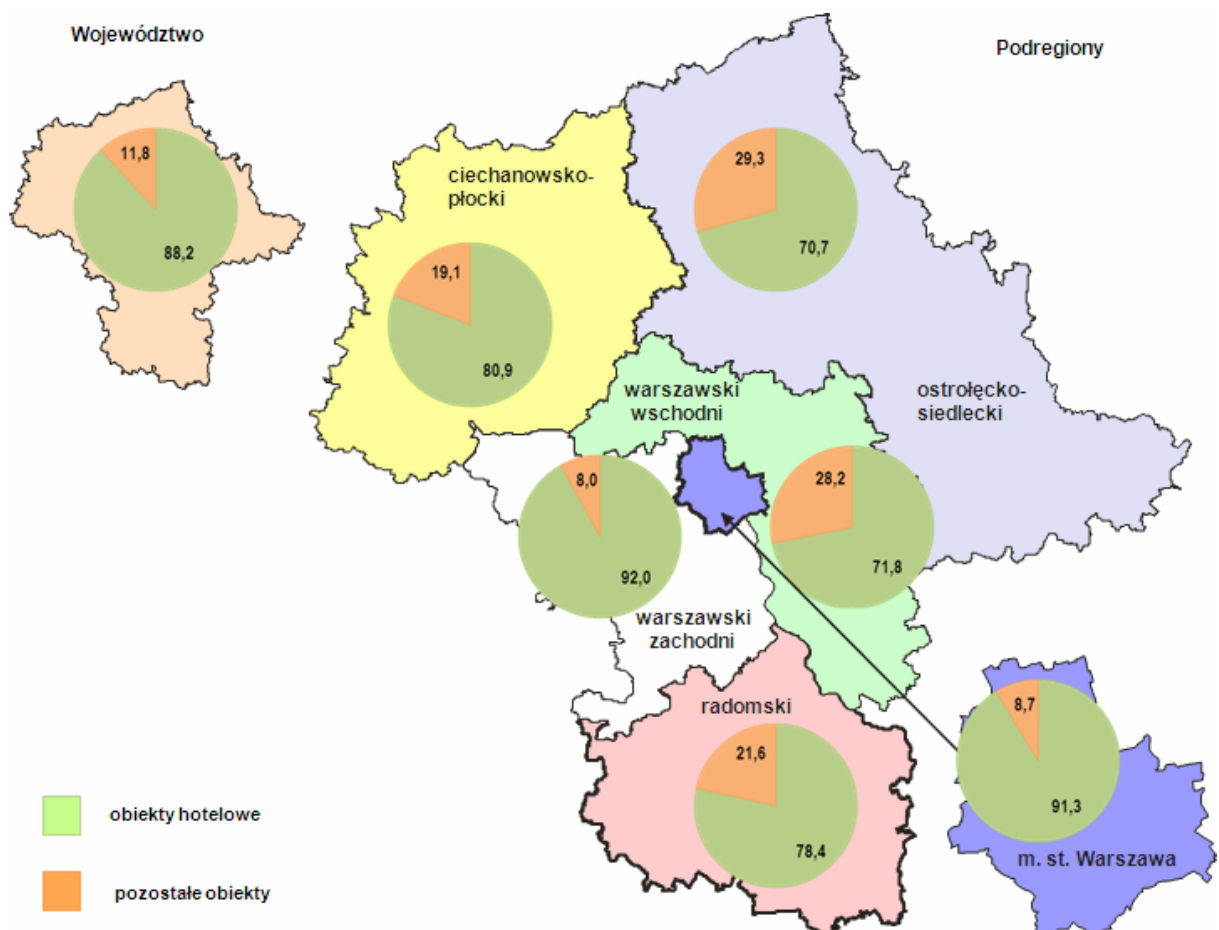 Województwo
Podregiony
11,8
88,2
ciechanowsko-
płocki
19,1
80,9
29,3
70,7
ostrołęcko-
siedlecki
warszawski
wschodni
28,2
71,8
8,0
92,0
warszawski
zachodni
radomski
21,6
78,4
8,7
91,3
m. st. Warszawa
obiekty hotelowe
pozostałe obiekty